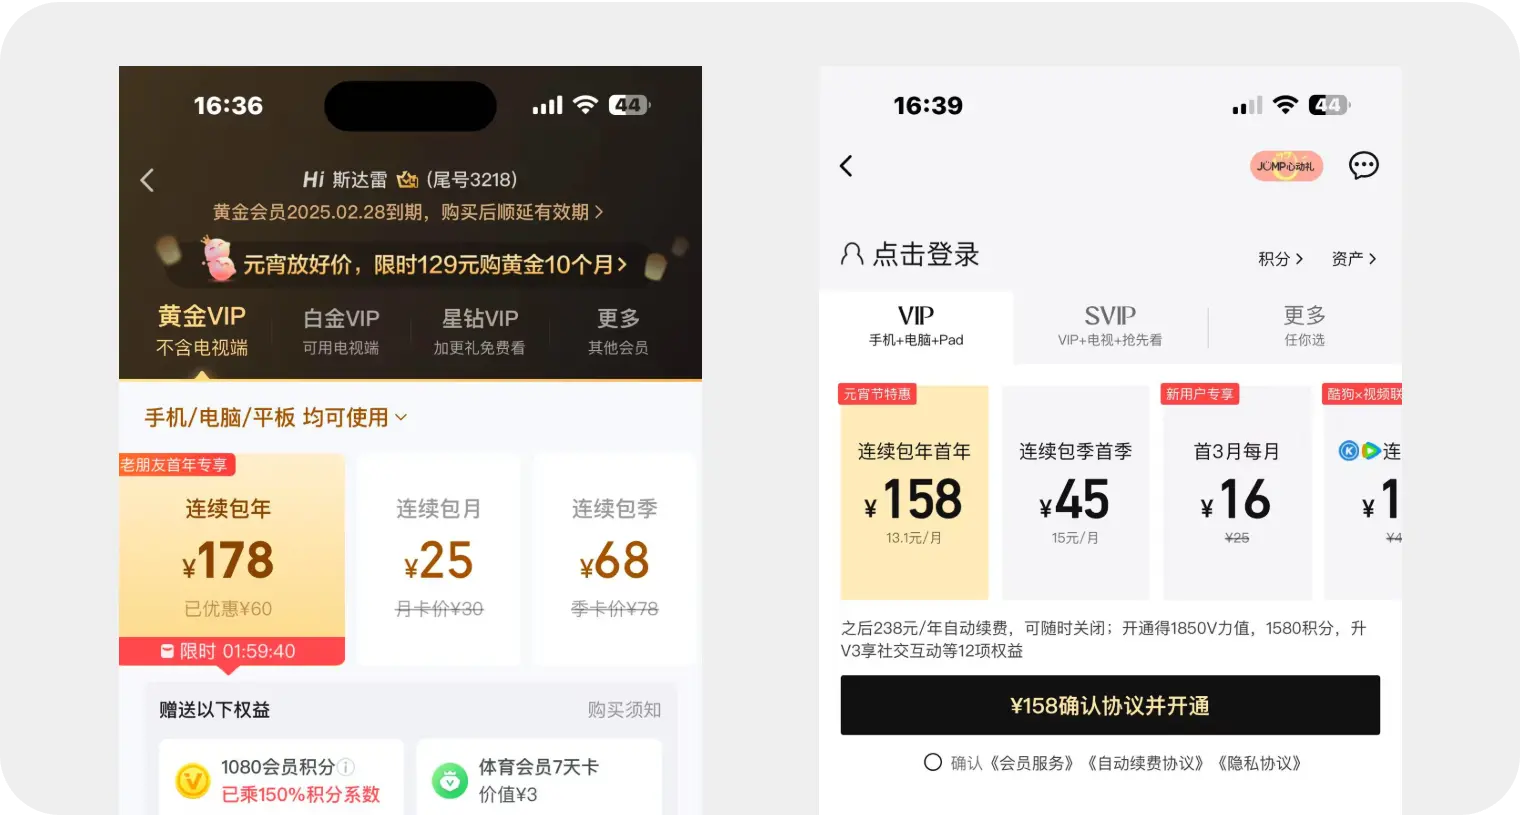 16:36
44
Hi 斯达雷 (尾号3218)
黄金会员2025.02.28到期，购买后顺延有效期
元宵放好价，限时129元购黄金10个月
黄金VIP 白金VIP 星钻VIP 更多
不含电视端 可用电视端 加更礼免费看 其他会员
手机/电脑/平板 均可使用
老朋友首年专享
连续包年 连续包月 连续包季
¥178 ¥25 ¥68
已优惠¥60 月卡价¥30 季卡价¥78
限时 01:59:40
赠送以下权益 购买须知
1080会员积分 体育会员7天卡
已乘150%积分系数 价值¥3
16:39
44
JUMP心动礼
点击登录 积分 资产
VIP SVIP 更多
手机+电脑+Pad VIP+电视+抢先看 任你选
元宵节特惠 新用户专享 酷狗×视频联
连续包年首年 连续包季首季 首3月每月 K 连
¥158 ¥45 ¥16 ¥1
13.1元/月 15元/月 ¥25 ¥4
之后238元/年自动续费，可随时关闭；开通得1850V力值，1580积分，升
V3享社交互动等12项权益
¥158确认协议并开通
确认《会员服务》《自动续费协议》《隐私协议》